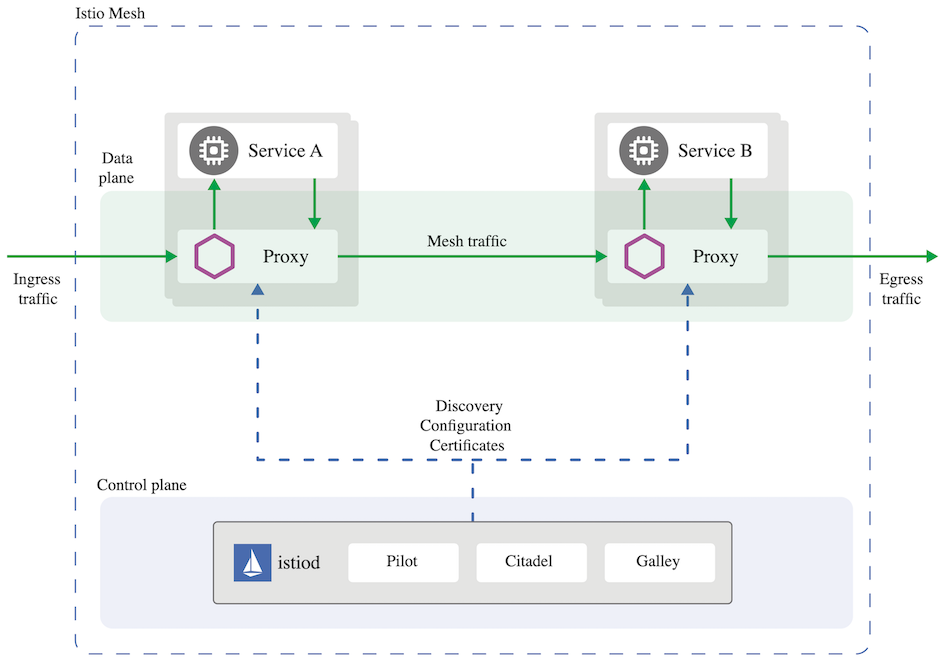 Istio Mesh
Data
plane
Service A
Service B
Proxy
Mesh traffic
Proxy
Ingress
traffic
Egress
traffic
Discovery
Configuration
Certificates
Control plane
istiod
Pilot
Citadel
Galley